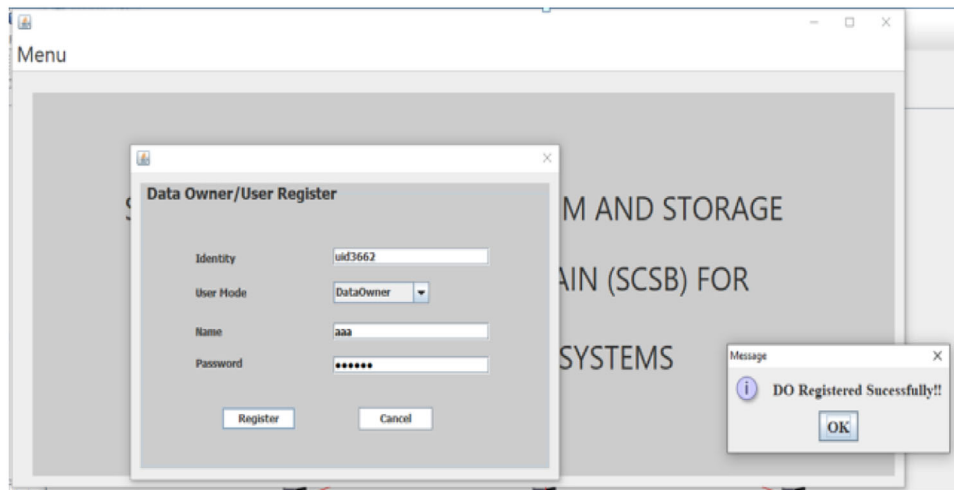 Menu
Data Owner/User Register
M AND STORAGE
Identity uid3662
AIN (SCSB) FOR
User Mode DataOwner
Name aaa
Password ••••••
SYSTEMS
Register Cancel
Message
DO Registered Sucessfully!!
OK